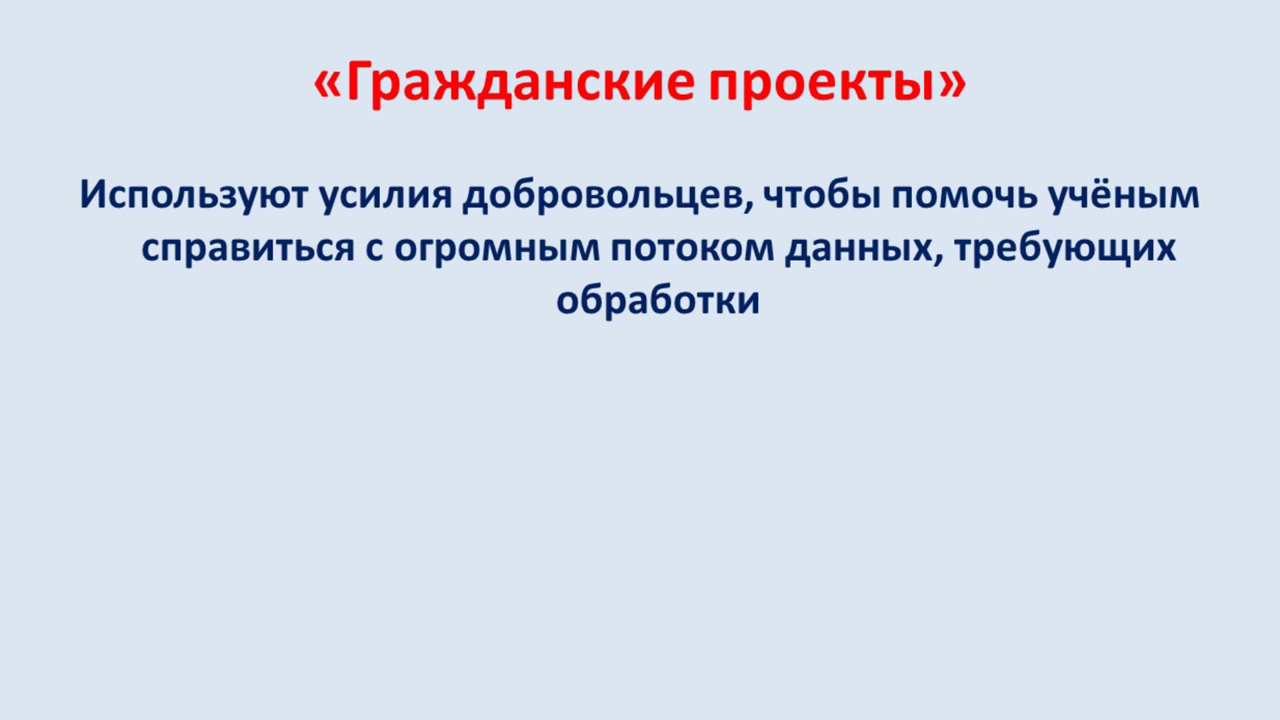 «Гражданские проекты»
Используют усилия добровольцев, чтобы помочь учёным
справиться с огромным потоком данных, требующих
обработки